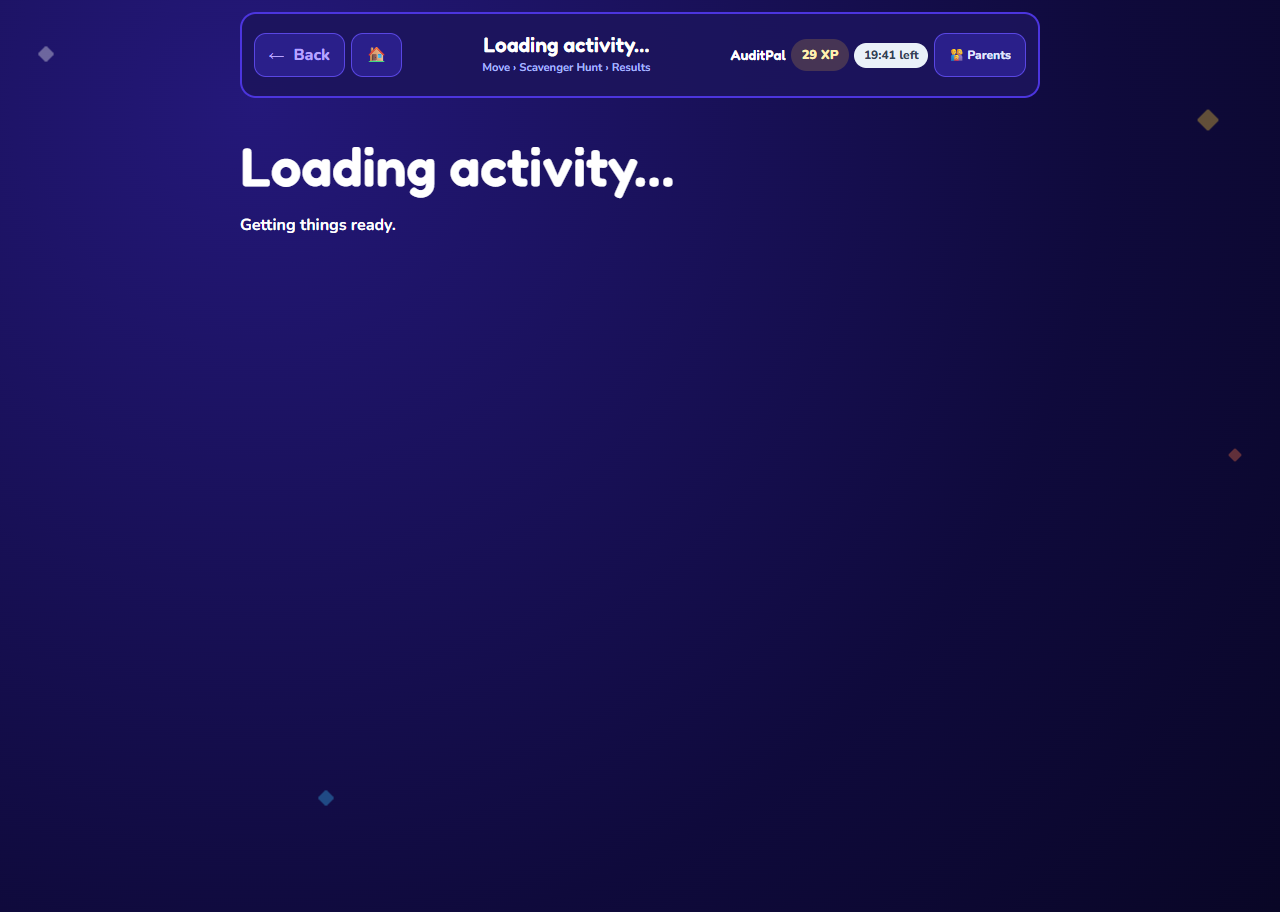 ← Back
Loading activity...
Move › Scavenger Hunt › Results
AuditPal
29 XP
19:41 left
Parents
Loading activity...
Getting things ready.